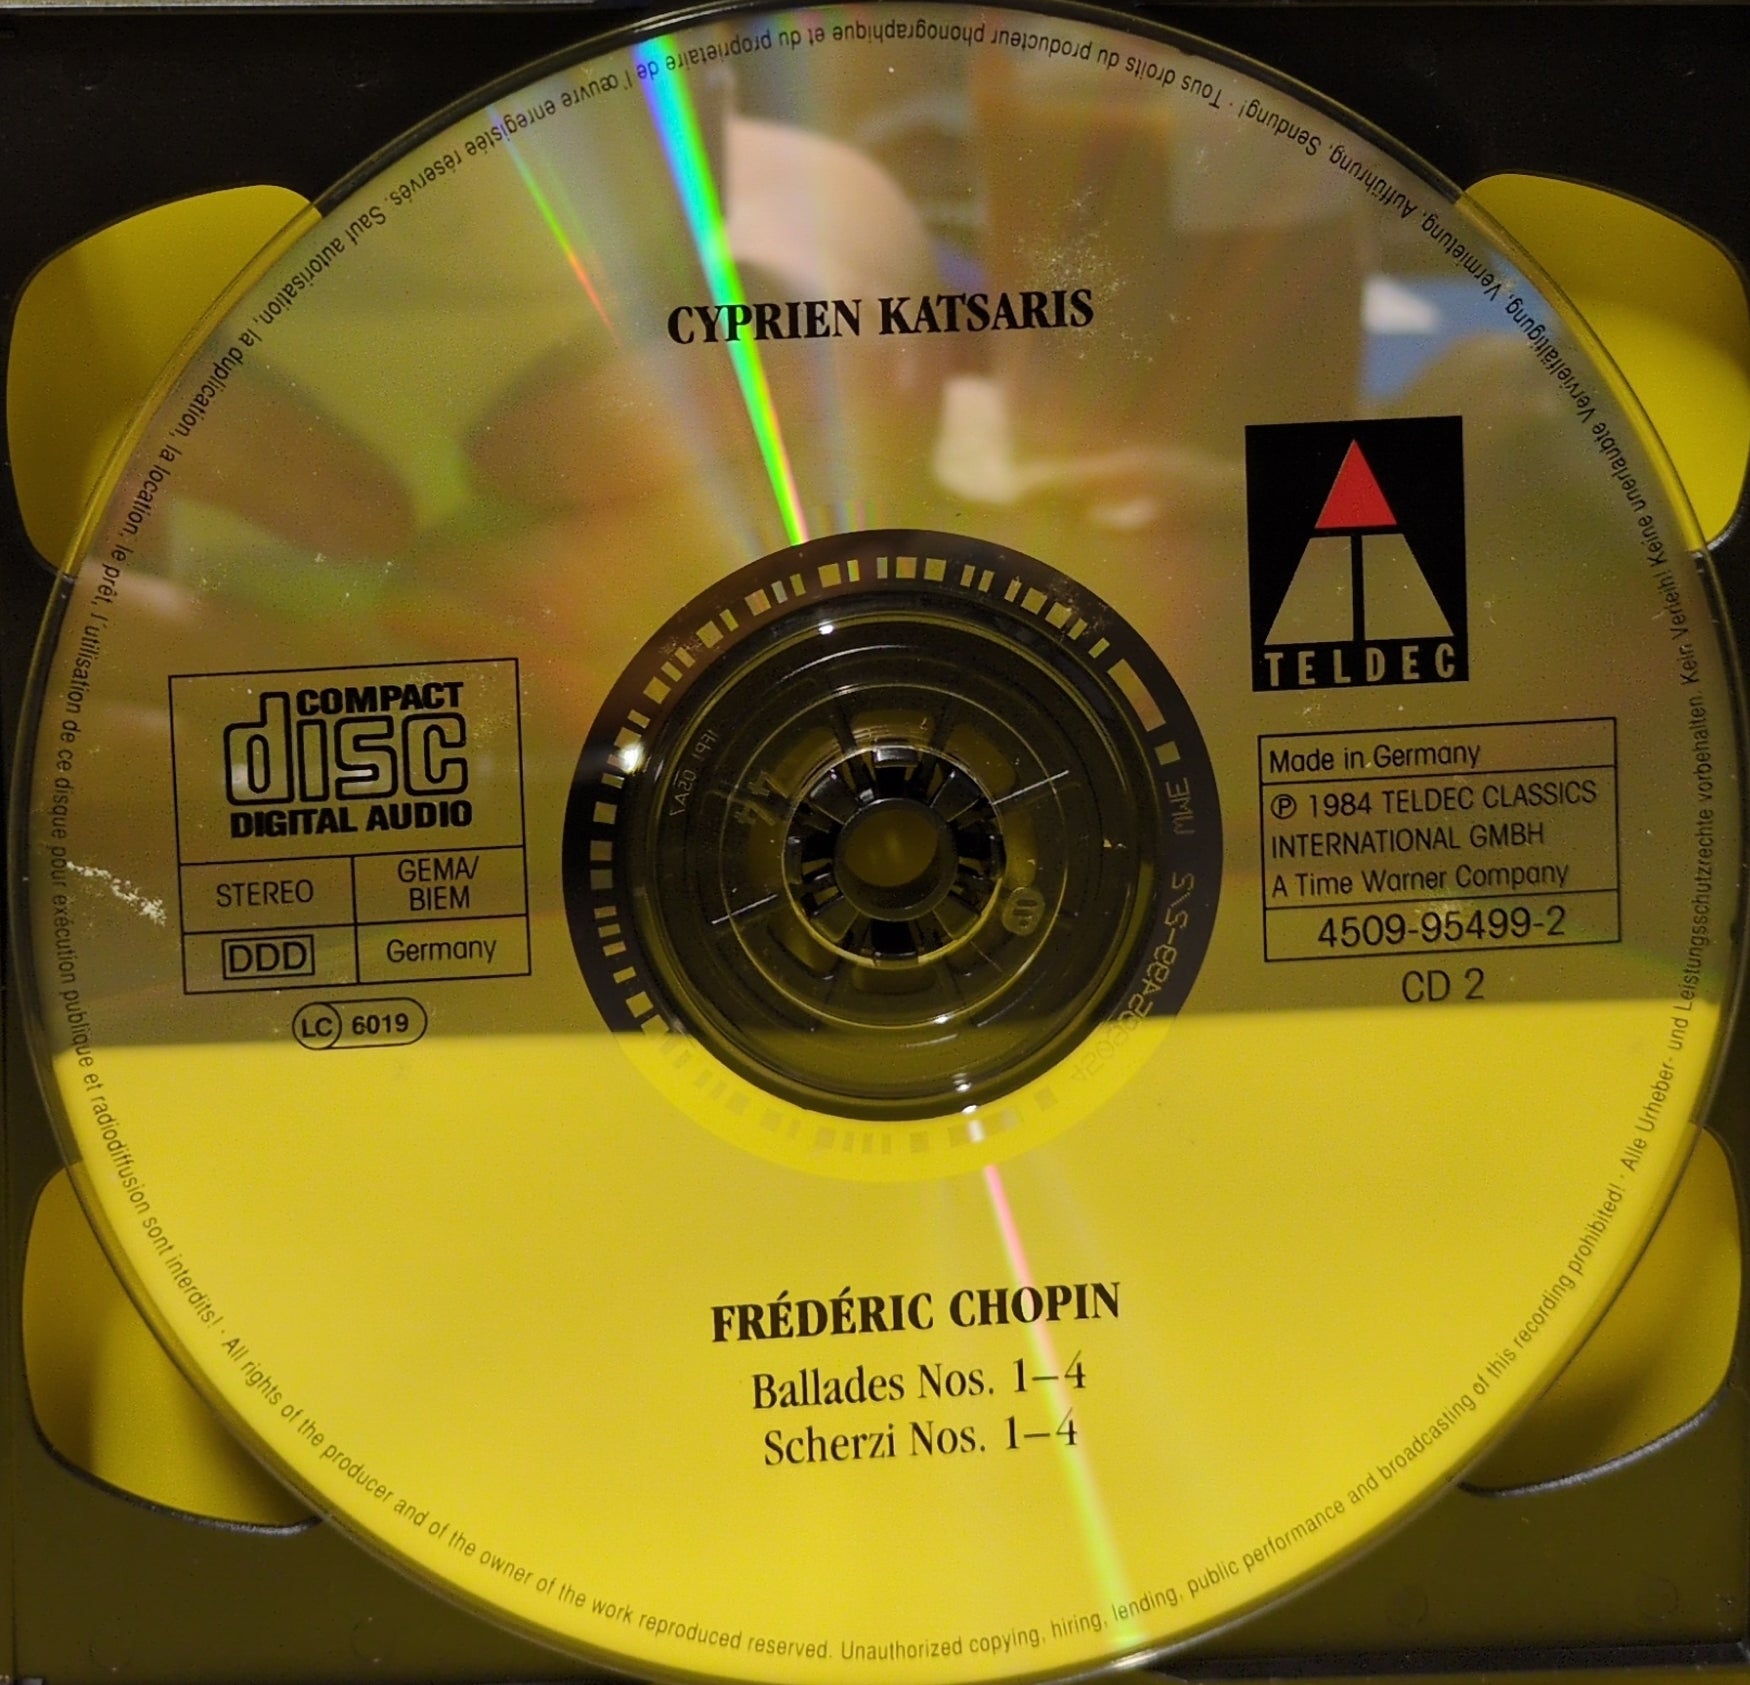 CYPRIEN KATSARIS
TELDEC
COMPACT
disc
DIGITAL AUDIO
STEREO
GEMA/
BIEM
DDD
Germany
LC 6019
Made in Germany
℗ 1984 TELDEC CLASSICS
INTERNATIONAL GMBH
A Time Warner Company
4509-95499-2
CD 2
FRÉDÉRIC CHOPIN
Ballades Nos. 1–4
Scherzi Nos. 1–4
All rights of the producer and of the owner of the work reproduced reserved. Unauthorized copying, hiring, lending, public performance and broadcasting of this recording prohibited! · Alle Urheber- und Leistungsschutzrechte vorbehalten. Kein Verleih! Keine unerlaubte Vervielfältigung, Vermietung, Aufführung, Sendung! · Tous droits du producteur phonographique et du propriétaire de l'œuvre enregistrée réservés. Sauf autorisation, la duplication, la location, le prêt, l'utilisation de ce disque pour exécution publique et radiodiffusion sont interdits! ·